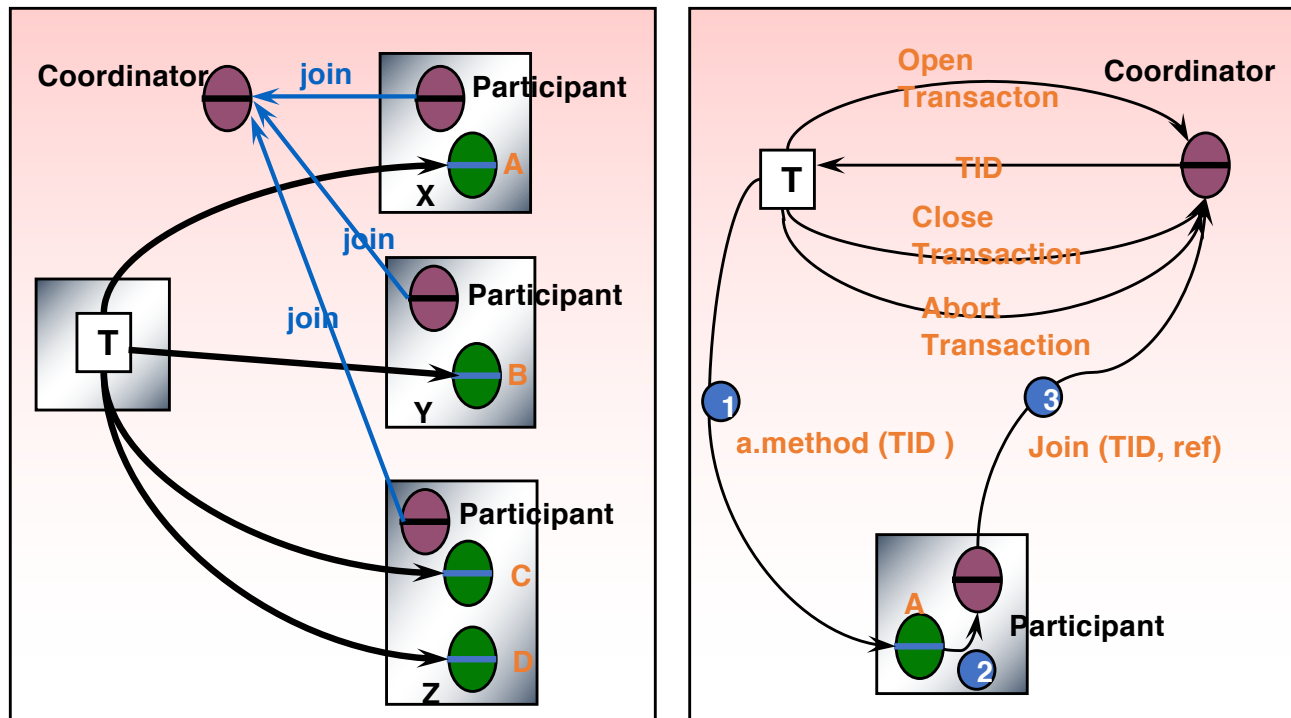 Coordinator
join
Participant
A
X
join
Participant
join
T
B
Y
Participant
C
D
Z
Open
Transacton
Coordinator
T
TID
Close
Transaction
Abort
Transaction
1
3
a.method (TID )
Join (TID, ref)
A
Participant
2